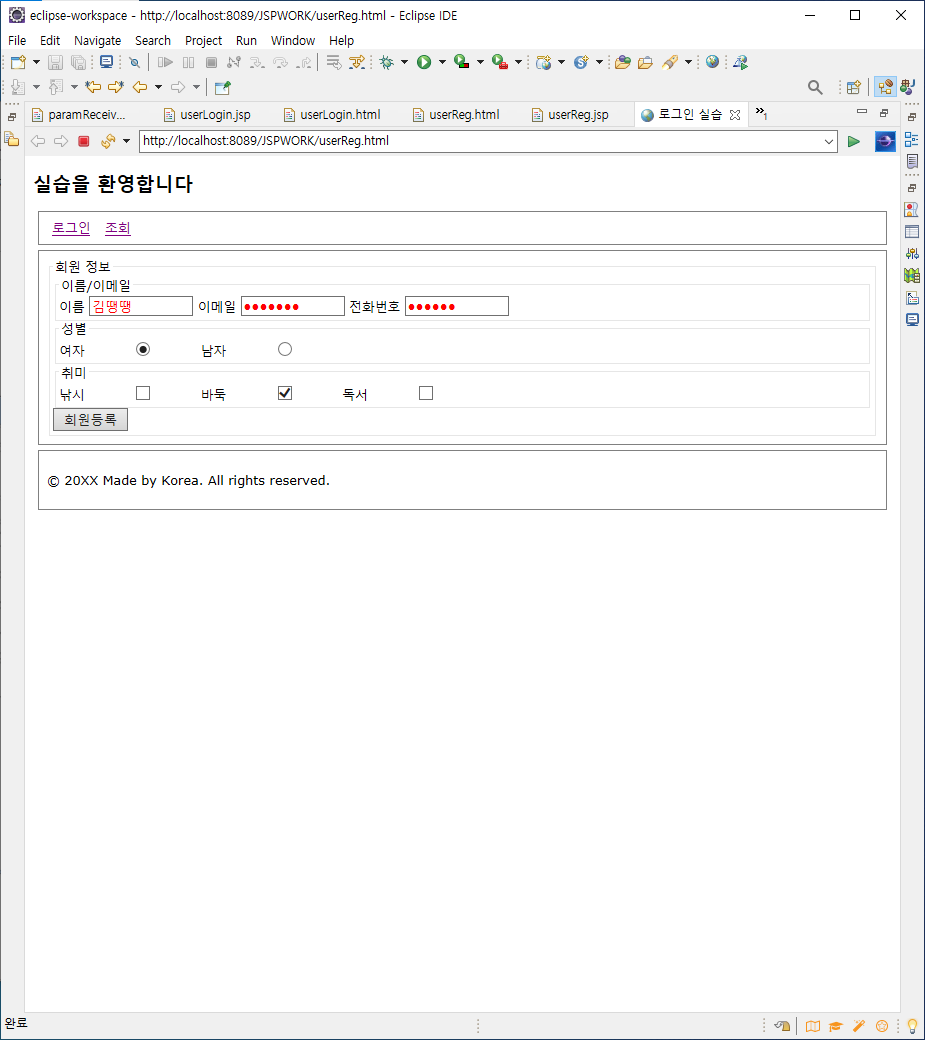 eclipse-workspace - http://localhost:8089/JSPWORK/userReg.html - Eclipse IDE
File Edit Navigate Search Project Run Window Help
paramReceiv... userLogin.jsp userLogin.html userReg.html userReg.jsp 로그인 실습 »1
http://localhost:8089/JSPWORK/userReg.html
실습을 환영합니다
로그인 조회
회원 정보
이름/이메일
이름 김땡땡 이메일 ●●●●●●● 전화번호 ●●●●●●
성별
여자 남자
취미
낚시 바둑 독서
회원등록
© 20XX Made by Korea. All rights reserved.
완료